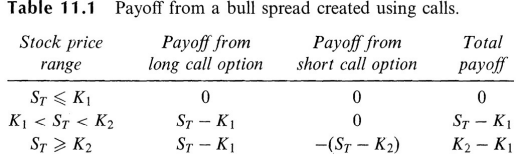 Table 11.1 Payoff from a bull spread created using calls.
Stock price Payoff from Payoff from Total
range long call option short call option payoff
S_T ⩽ K_1 0 0 0
K_1 < S_T < K_2 S_T − K_1 0 S_T − K_1
S_T ⩾ K_2 S_T − K_1 −(S_T − K_2) K_2 − K_1